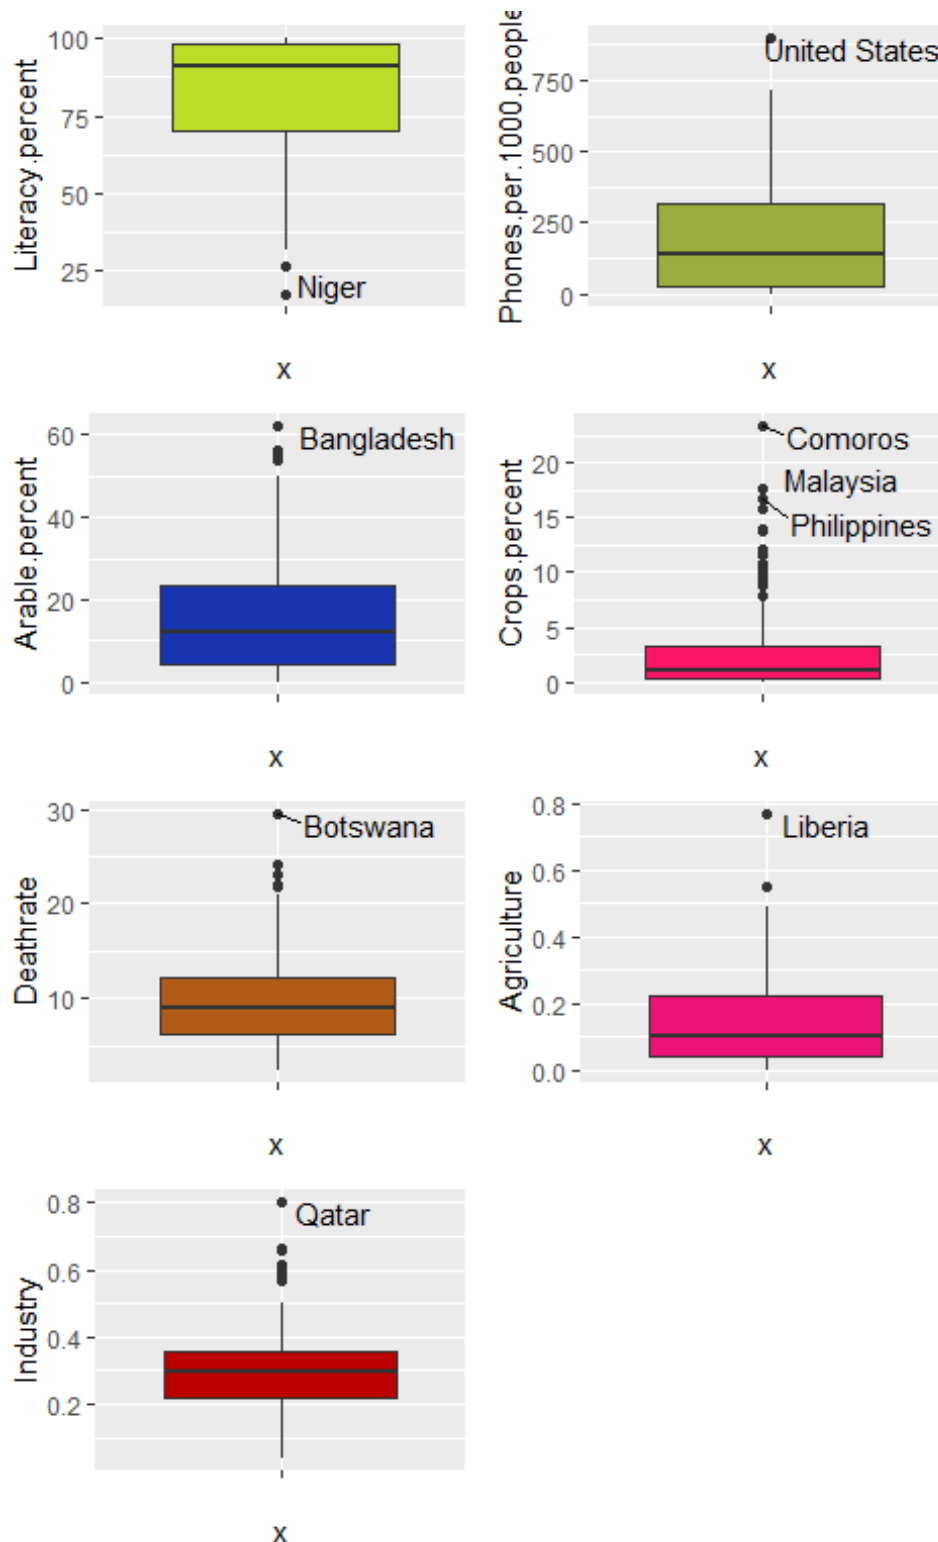 Literacy.percent
100
75
50
25
Niger
x
Phones.per.1000.people
750
500
250
0
United States
x
Arable.percent
60
40
20
0
Bangladesh
x
Crops.percent
20
15
10
5
0
Comoros
Malaysia
Philippines
x
Deathrate
30
20
10
Botswana
x
Agriculture
0.8
0.6
0.4
0.2
0.0
Liberia
x
Industry
0.8
0.6
0.4
0.2
Qatar
x